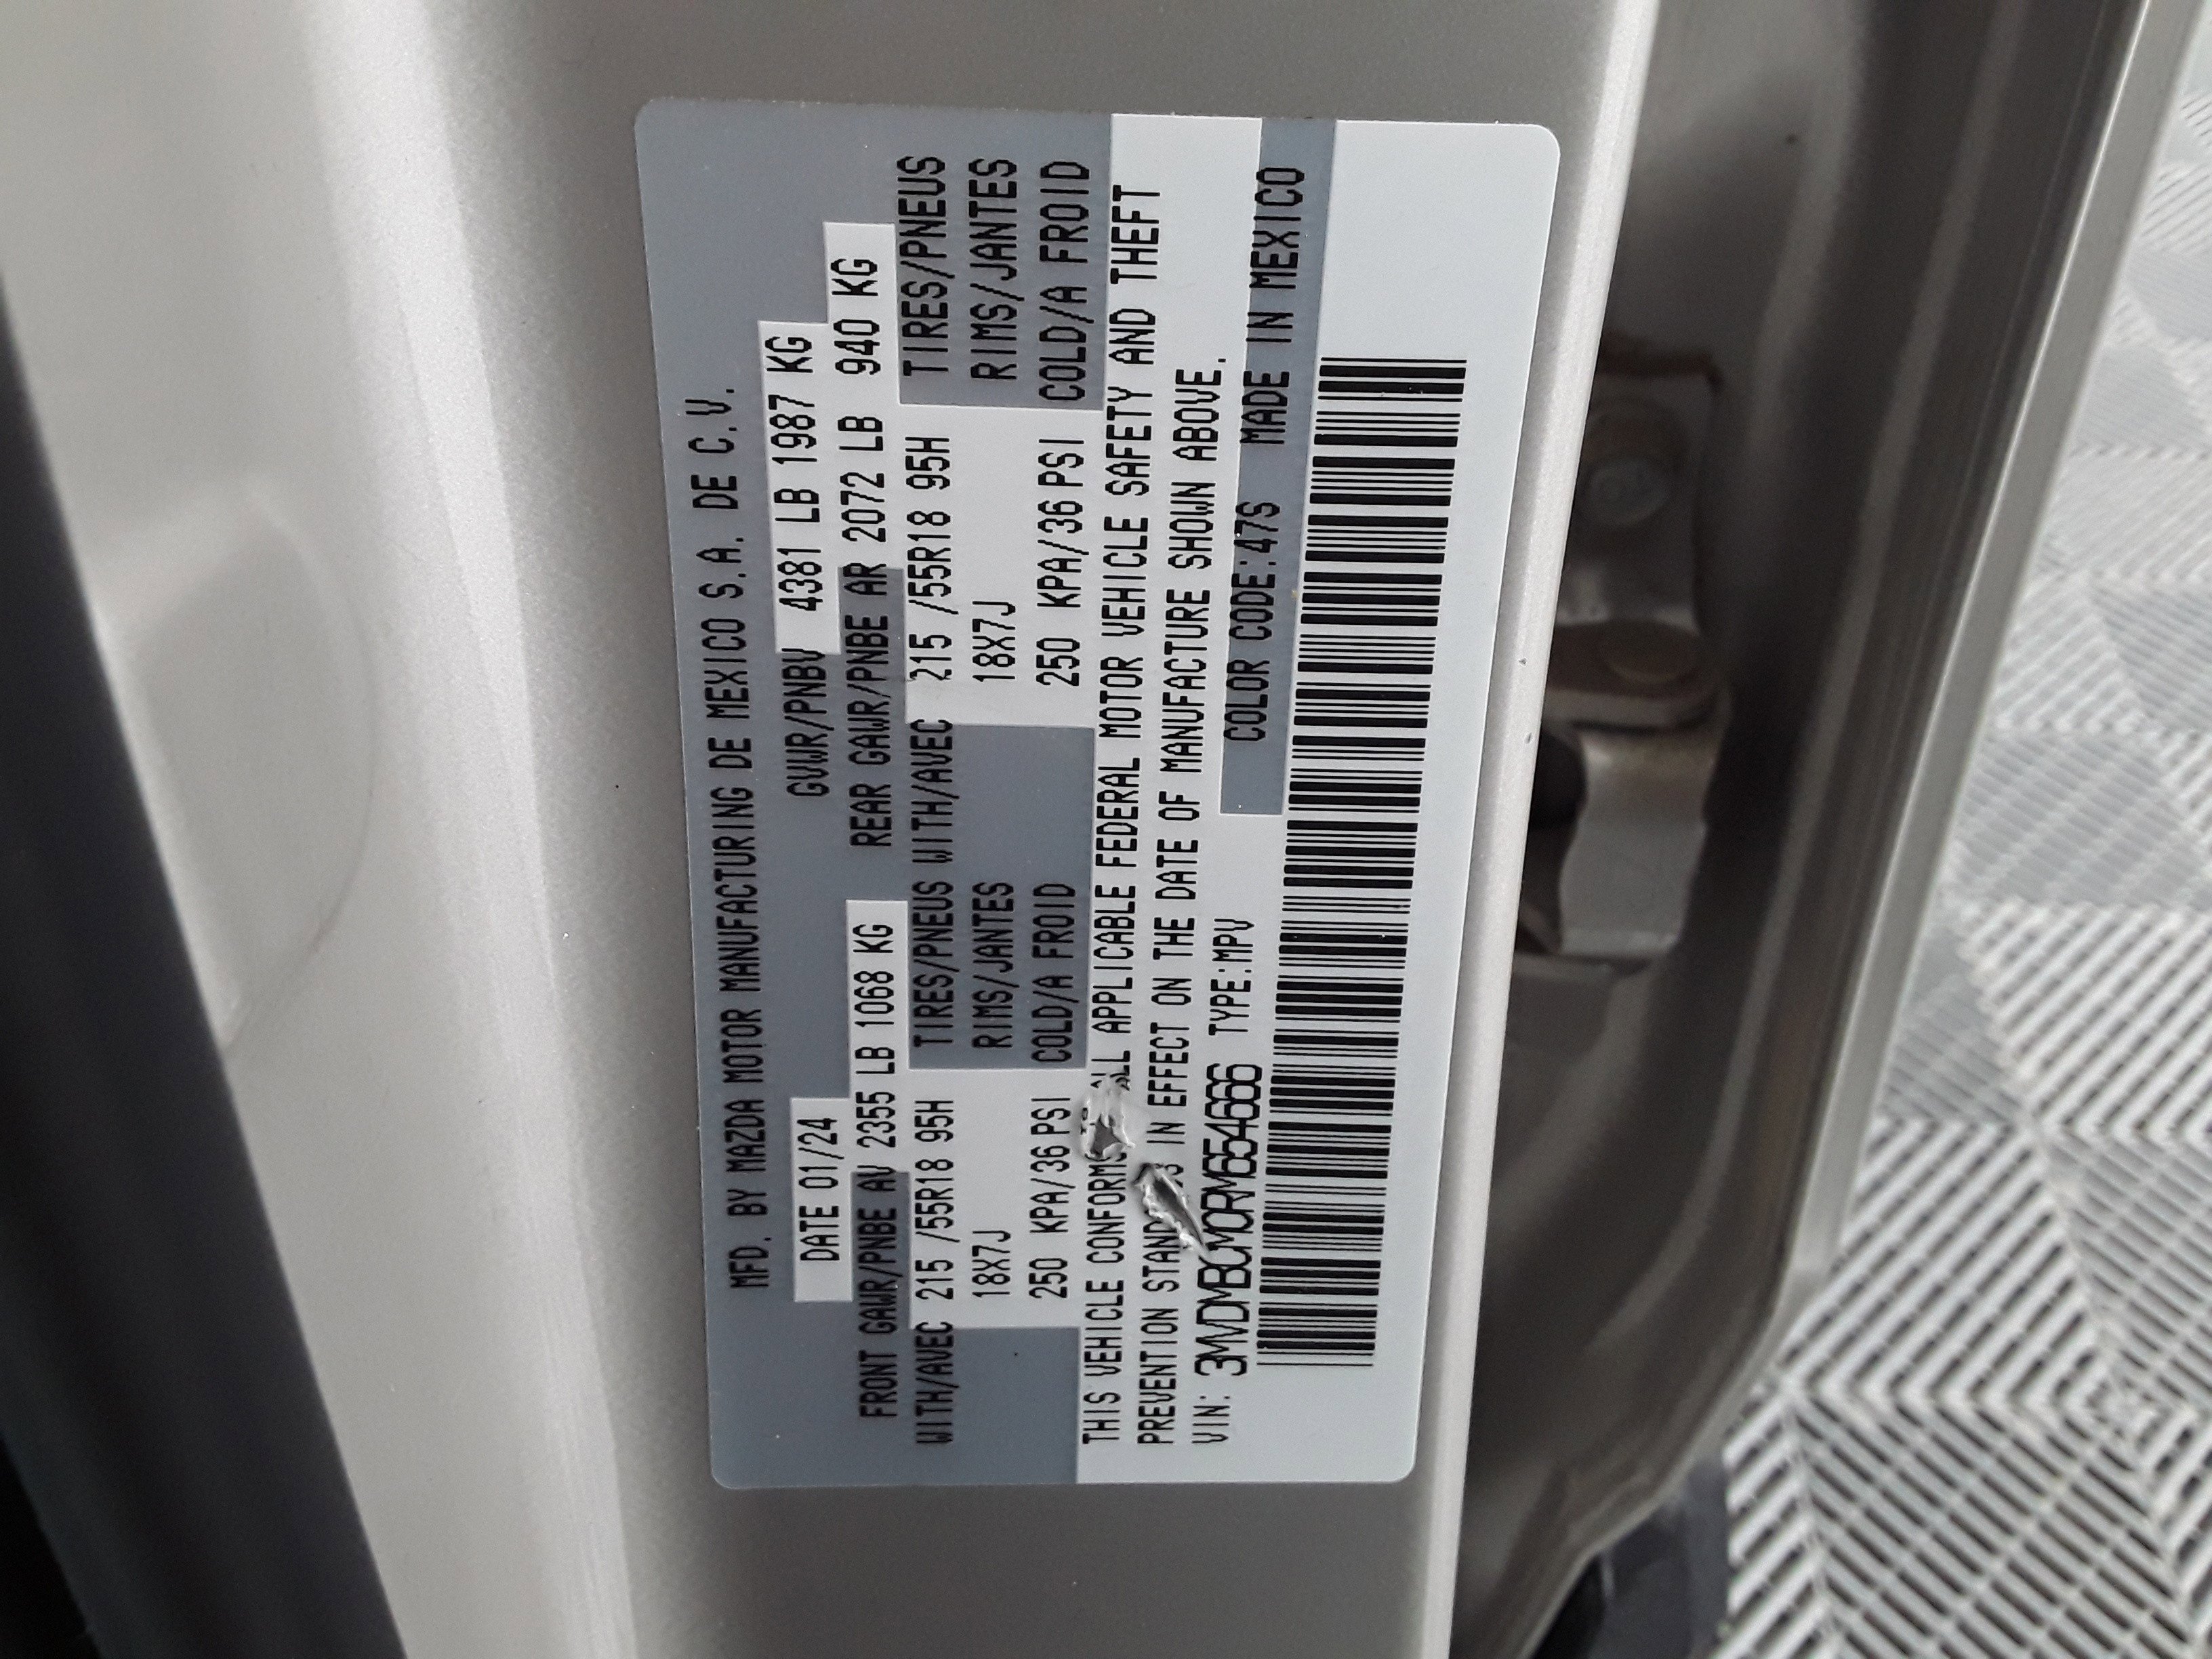 MFD. BY MAZDA MOTOR MANUFACTURING DE MEXICO S.A. DE C.V.
DATE 01/24 GVWR/PNBV 4381 LB 1987 KG
FRONT GAWR/PNBE AV 2355 LB 1068 KG REAR GAWR/PNBE AR 2072 LB 940 KG
WITH/AVEC 215 /55R18 95H TIRES/PNEUS WITH/AVEC 215 /55R18 95H TIRES/PNEUS
18X7J RIMS/JANTES 18X7J RIMS/JANTES
250 KPA/36 PSI COLD/A FROID 250 KPA/36 PSI COLD/A FROID
THIS VEHICLE CONFORMS ALL APPLICABLE FEDERAL MOTOR VEHICLE SAFETY AND THEFT
PREVENTION IN EFFECT ON THE DATE OF MANUFACTURE SHOWN ABOVE.
VIN: 3MVDMBCM0RM654666 TYPE:MPV COLOR CODE:47S MADE IN MEXICO